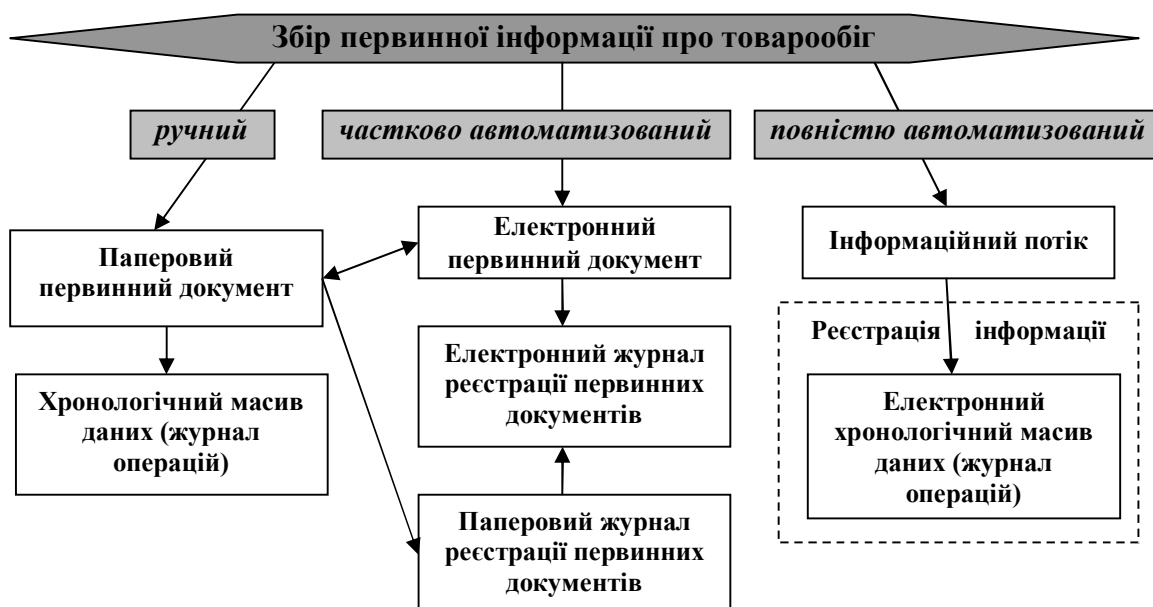 Збір первинної інформації про товарообіг
ручний
частково автоматизований
повністю автоматизований
Паперовий
первинний документ
Хронологічний масив
даних (журнал
операцій)
Електронний
первинний документ
Електронний журнал
реєстрації первинних
документів
Паперовий журнал
реєстрації первинних
документів
Інформаційний потік
Реєстрація інформації
Електронний
хронологічний масив
даних (журнал
операцій)